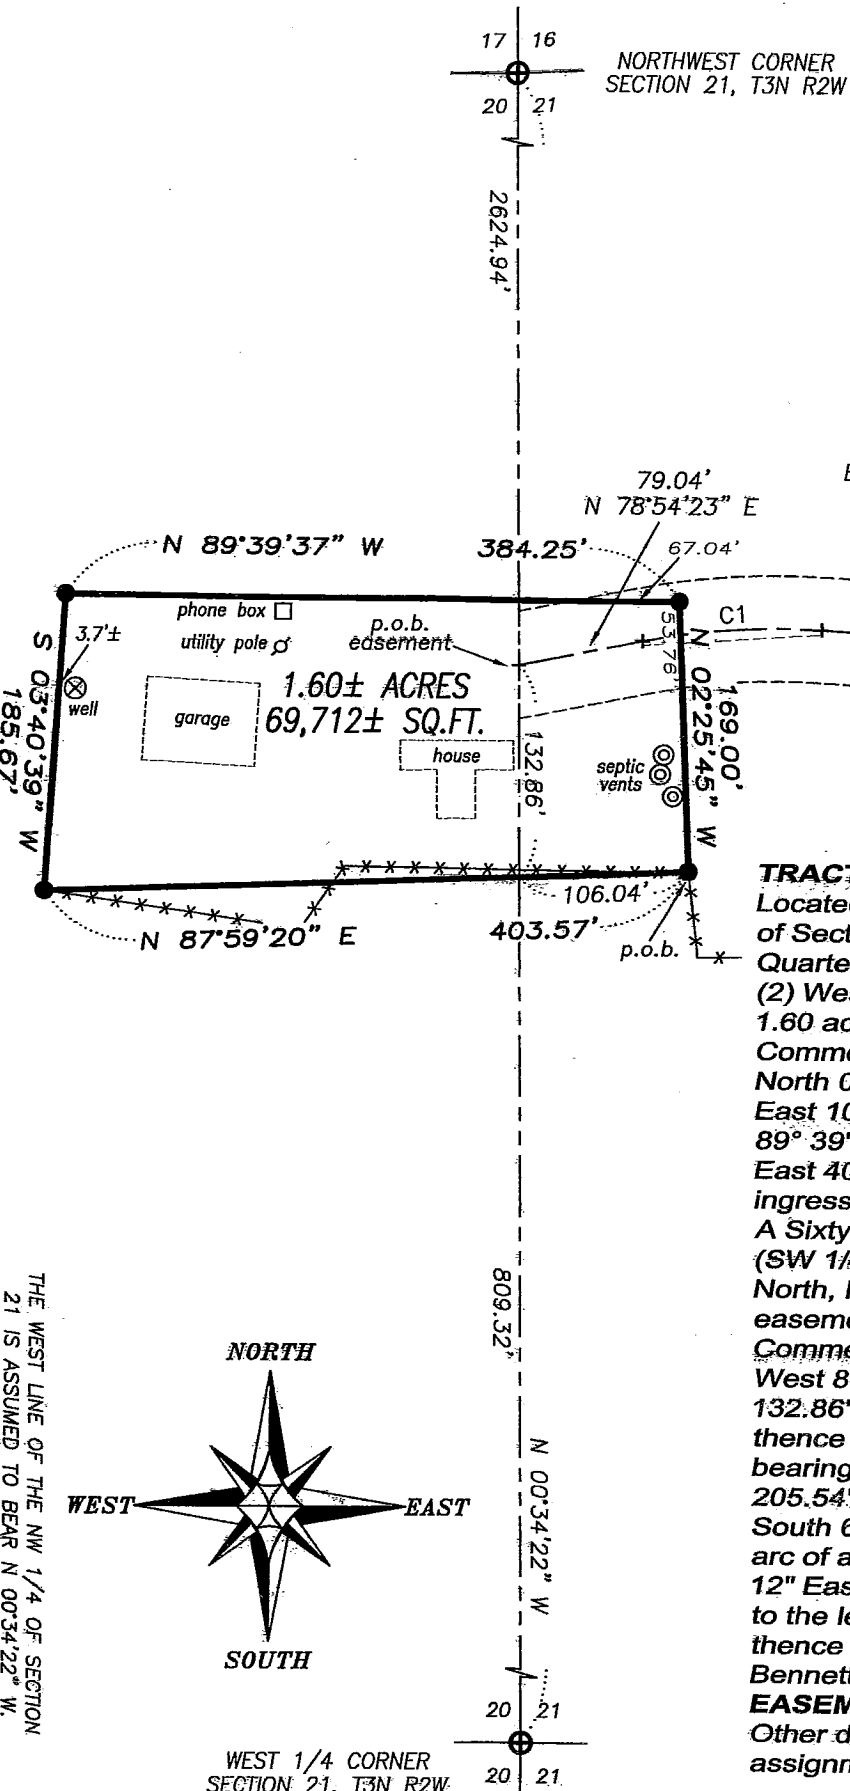 17 16
NORTHWEST CORNER
SECTION 21, T3N R2W
20 21
2624.94'
79.04'
N 78°54'23" E
N 89°39'37" W
384.25'
67.04'
phone box
utility pole
p.o.b.
easement
53.76'
C1
3.7'±
well
1.60± ACRES
69,712± SQ.FT.
garage
house
132.86'
septic
vents
N 02°25'45" W
169.00'
S 03°40'39" W
185.67'
106.04'
N 87°59'20" E
403.57'
p.o.b.
TRACT
Located
of Sect
Quarte
(2) Wes
1.60 ac
Comme
North 0
East 10
89° 39'
East 40
ingress
A Sixty
(SW 1/
North,
easeme
Comme
West 8
132.86'
thence
bearing
205.54'
South 6
arc of a
12" Eas
to the le
thence
Bennett
EASEM
Other d
assignm
809.32'
N 00°34'22" W
NORTH
WEST
EAST
SOUTH
THE WEST LINE OF THE NW 1/4 OF SECTION
21 IS ASSUMED TO BEAR N 00°34'22" W.
20 21
WEST 1/4 CORNER
SECTION 21, T3N R2W
20 21